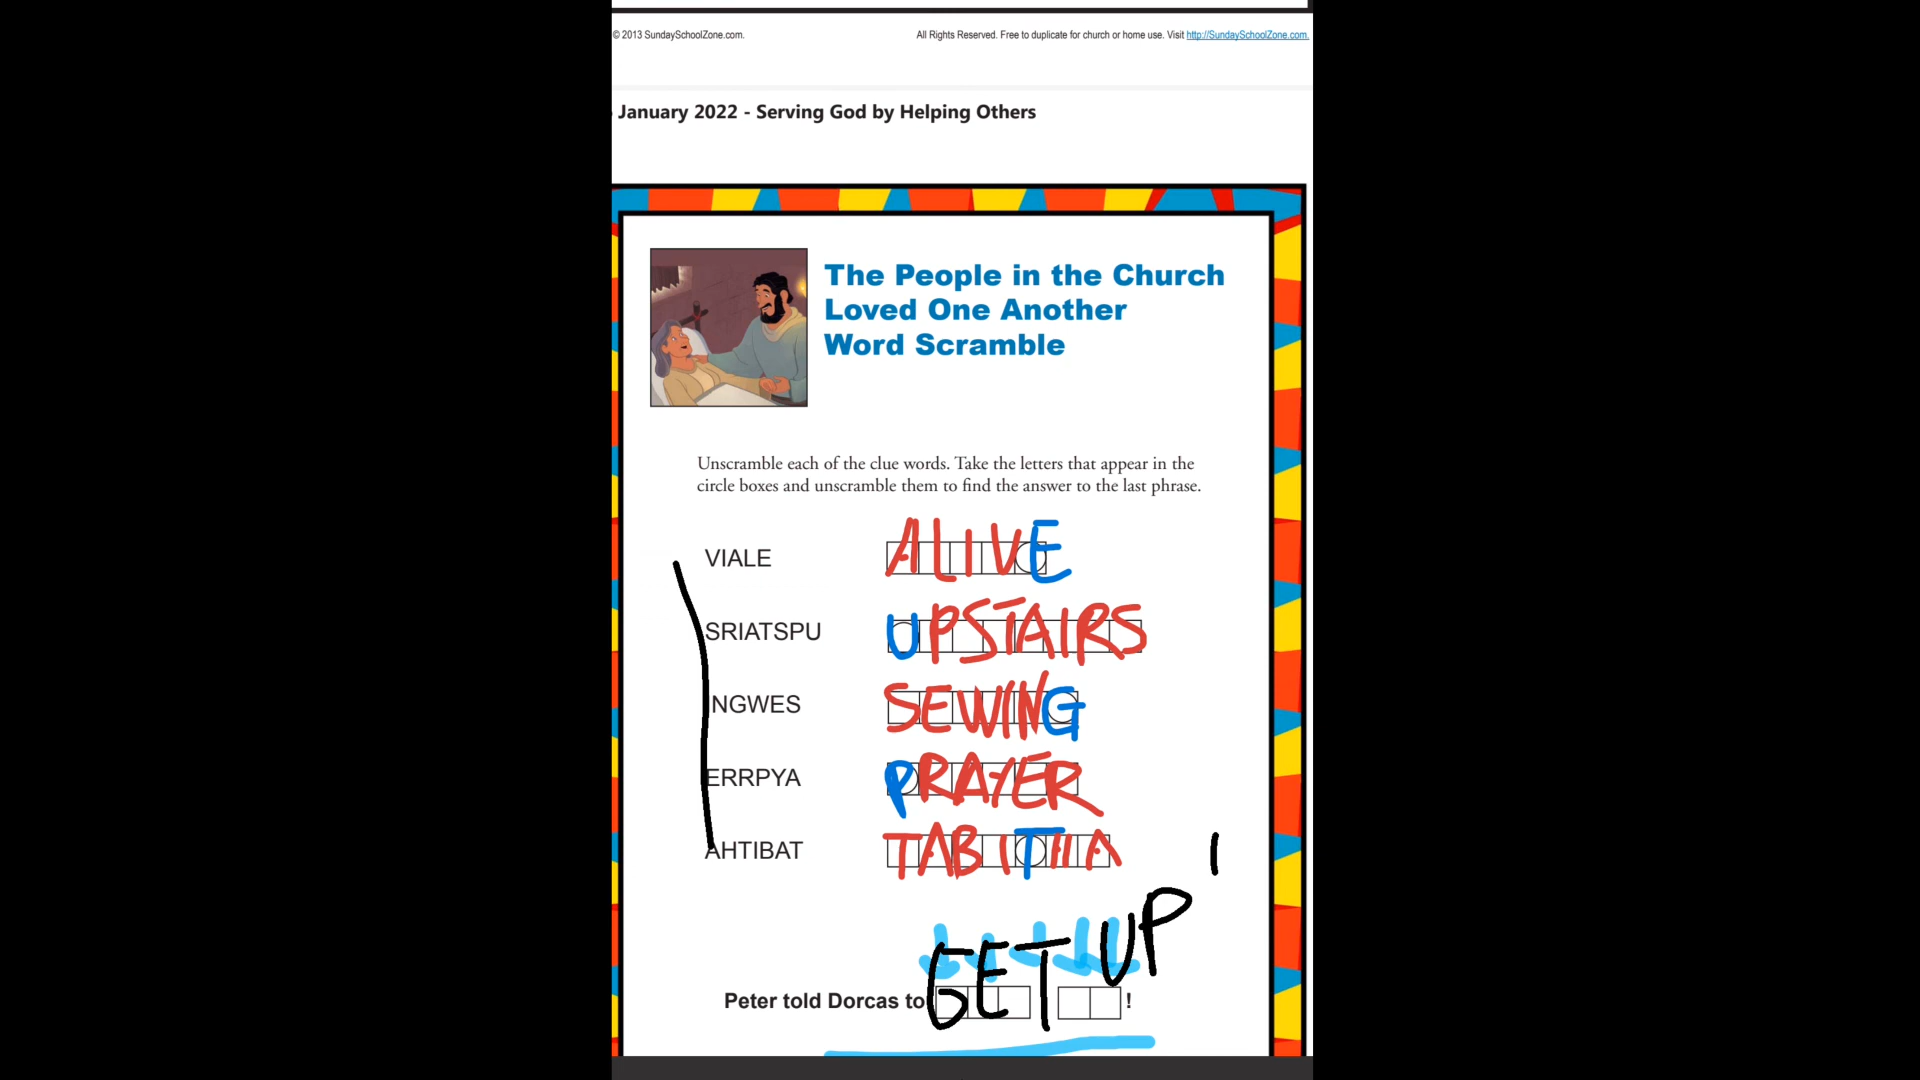 © 2013 SundaySchoolZone.com.
All Rights Reserved. Free to duplicate for church or home use. Visit http://SundaySchoolZone.com.
January 2022 - Serving God by Helping Others
The People in the Church
Loved One Another
Word Scramble
Unscramble each of the clue words. Take the letters that appear in the
circle boxes and unscramble them to find the answer to the last phrase.
VIALE ALIVE
SRIATSPU UPSTAIRS
INGWES SEWING
ERRPYA PRAYER
AHTIBAT TABITHA
Peter told Dorcas to GET UP !